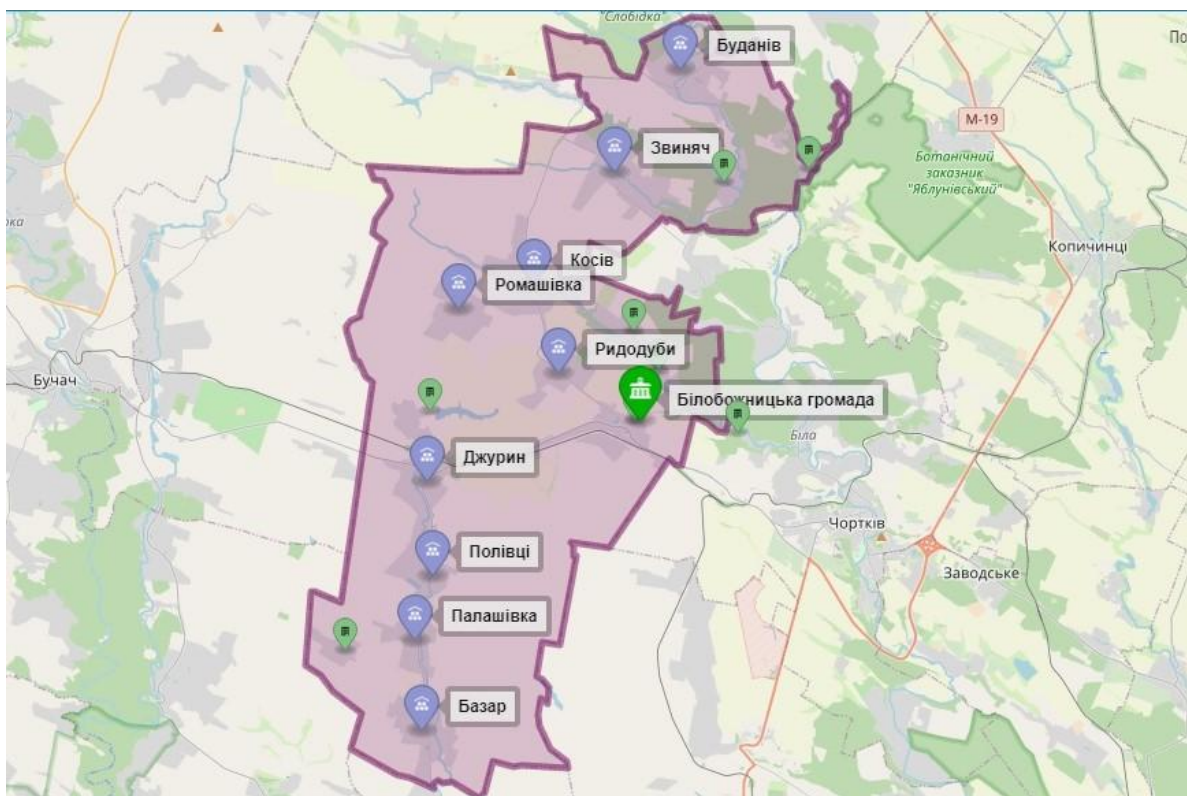 "Слобідка"
По
Буданів
М-19
Звиняч
Ботанічний
заказник
"Яблунівський"
Копичинці
Косів
Ромашівка
Ридодуби
Бучач
Білобожницька громада
Біла
Джурин
Чортків
Полівці
Заводське
Палашівка
Базар